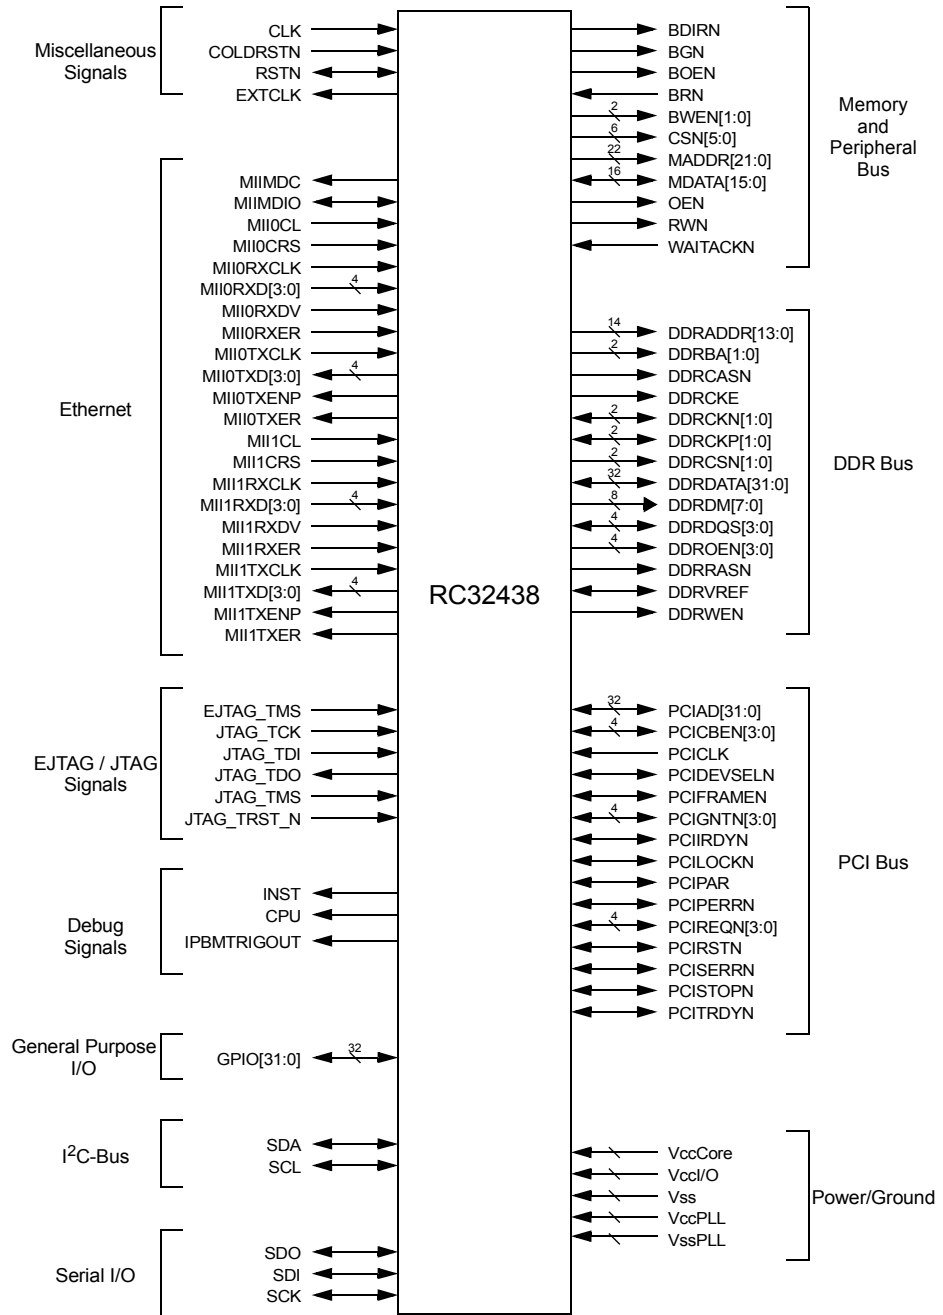 Miscellaneous
Signals
CLK
COLDRSTN
RSTN
EXTCLK
Ethernet
MIIMDC
MIIMDIO
MII0CL
MII0CRS
MII0RXCLK
MII0RXD[3:0] 4
MII0RXDV
MII0RXER
MII0TXCLK
MII0TXD[3:0] 4
MII0TXENP
MII0TXER
MII1CL
MII1CRS
MII1RXCLK
MII1RXD[3:0] 4
MII1RXDV
MII1RXER
MII1TXCLK
MII1TXD[3:0] 4
MII1TXENP
MII1TXER
EJTAG / JTAG
Signals
EJTAG_TMS
JTAG_TCK
JTAG_TDI
JTAG_TDO
JTAG_TMS
JTAG_TRST_N
Debug
Signals
INST
CPU
IPBMTRIGOUT
General Purpose
I/O
GPIO[31:0] 32
I2C-Bus
SDA
SCL
Serial I/O
SDO
SDI
SCK
RC32438
BDIRN
BGN
BOEN
BRN
2 BWEN[1:0]
6 CSN[5:0]
22 MADDR[21:0]
16 MDATA[15:0]
OEN
RWN
WAITACKN
Memory
and
Peripheral
Bus
14 DDRADDR[13:0]
2 DDRBA[1:0]
DDRCASN
DDRCKE
2 DDRCKN[1:0]
2 DDRCKP[1:0]
2 DDRCSN[1:0]
32 DDRDATA[31:0]
8 DDRDM[7:0]
4 DDRDQS[3:0]
4 DDROEN[3:0]
DDRRASN
DDRVREF
DDRWEN
DDR Bus
32 PCIAD[31:0]
4 PCICBEN[3:0]
PCICLK
PCIDEVSELN
PCIFRAMEN
4 PCIGNTN[3:0]
PCIIRDYN
PCILOCKN
PCIPAR
PCIPERRN
4 PCIREQN[3:0]
PCIRSTN
PCISERRN
PCISTOPN
PCITRDYN
PCI Bus
VccCore
VccI/O
Vss
VccPLL
VssPLL
Power/Ground